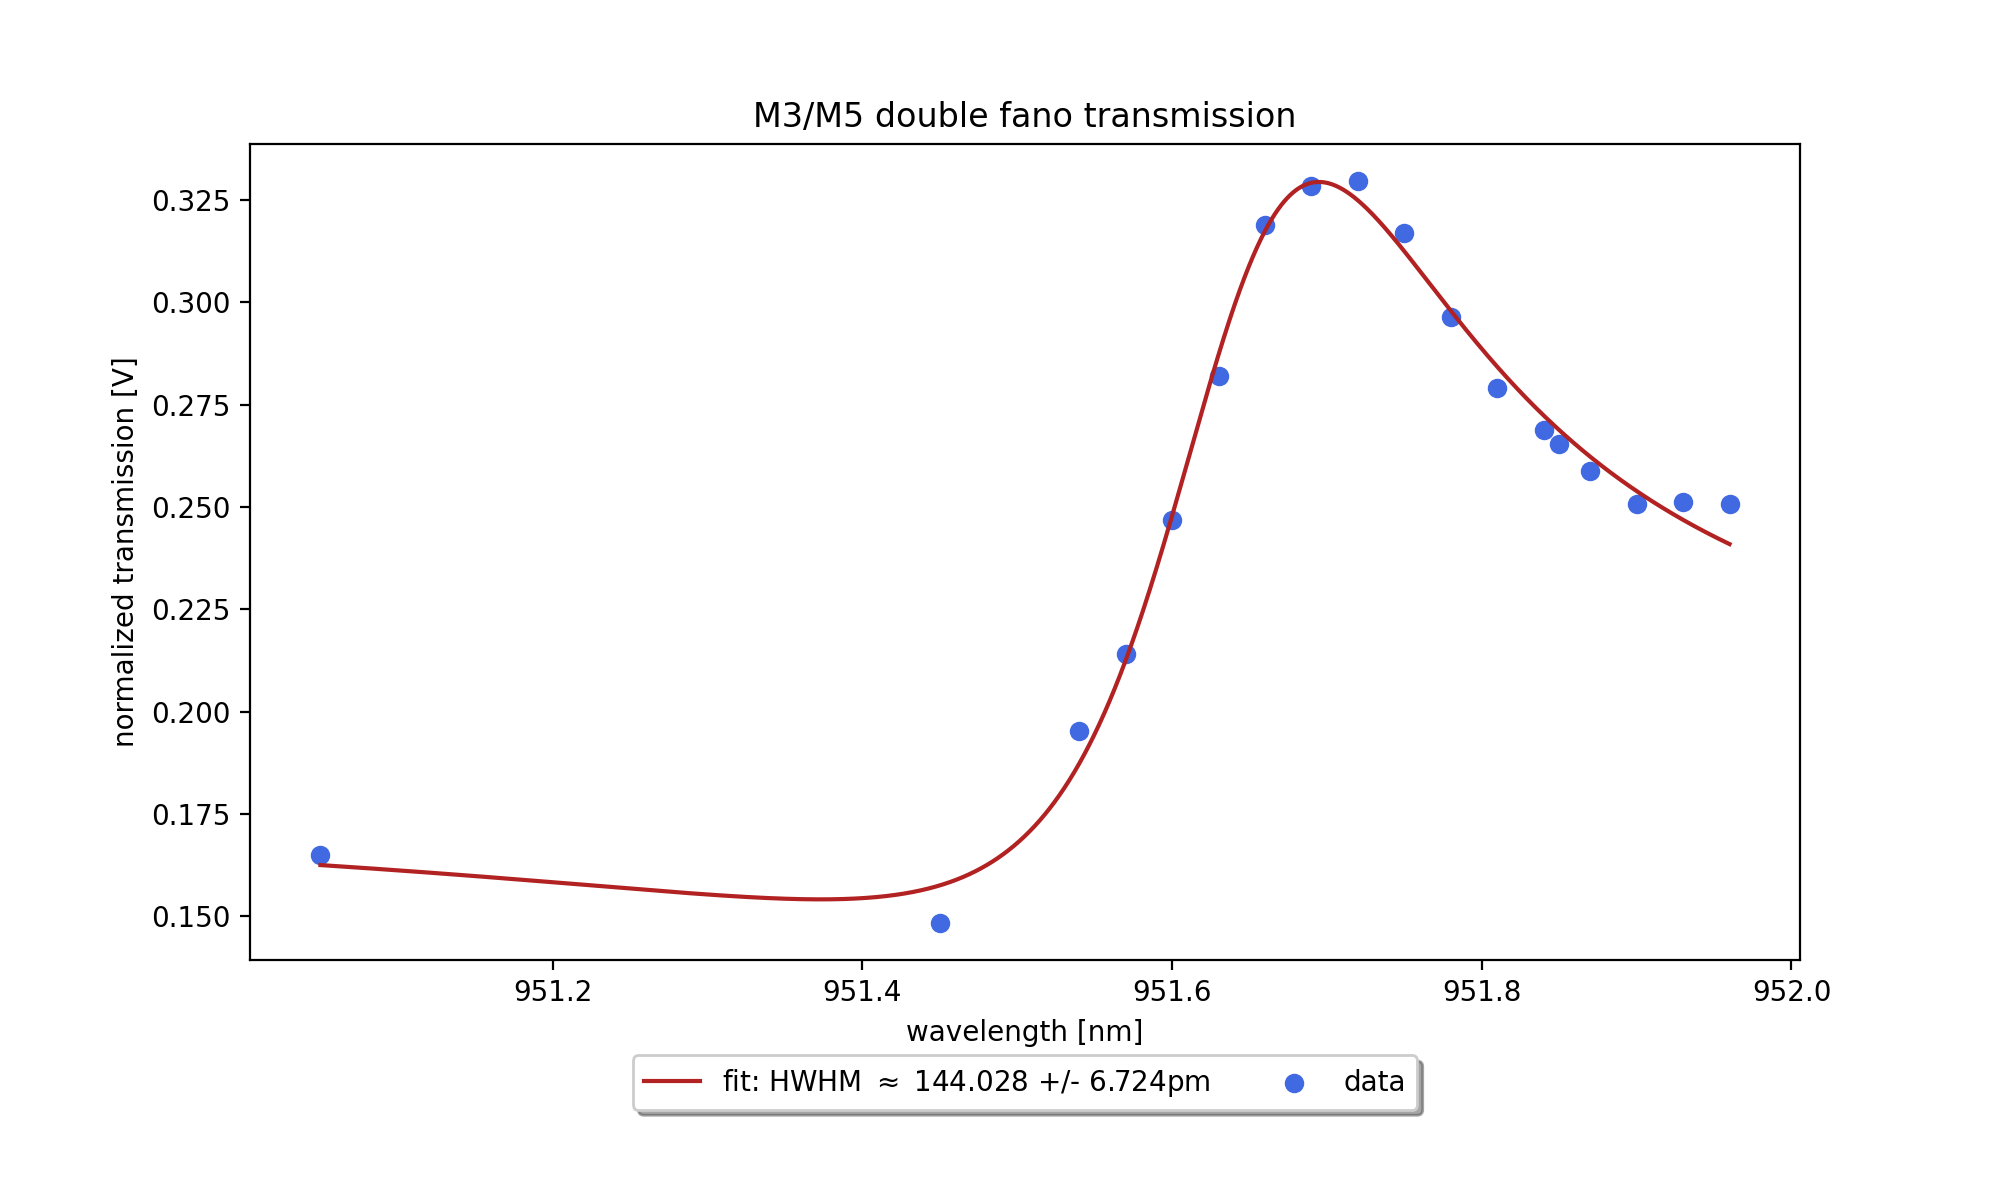 M3/M5 double fano transmission
0.325
0.300
0.275
0.250
0.225
0.200
0.175
0.150
normalized transmission [V]
951.2 951.4 951.6 951.8 952.0
wavelength [nm]
fit: HWHM ≈ 144.028 +/- 6.724pm data